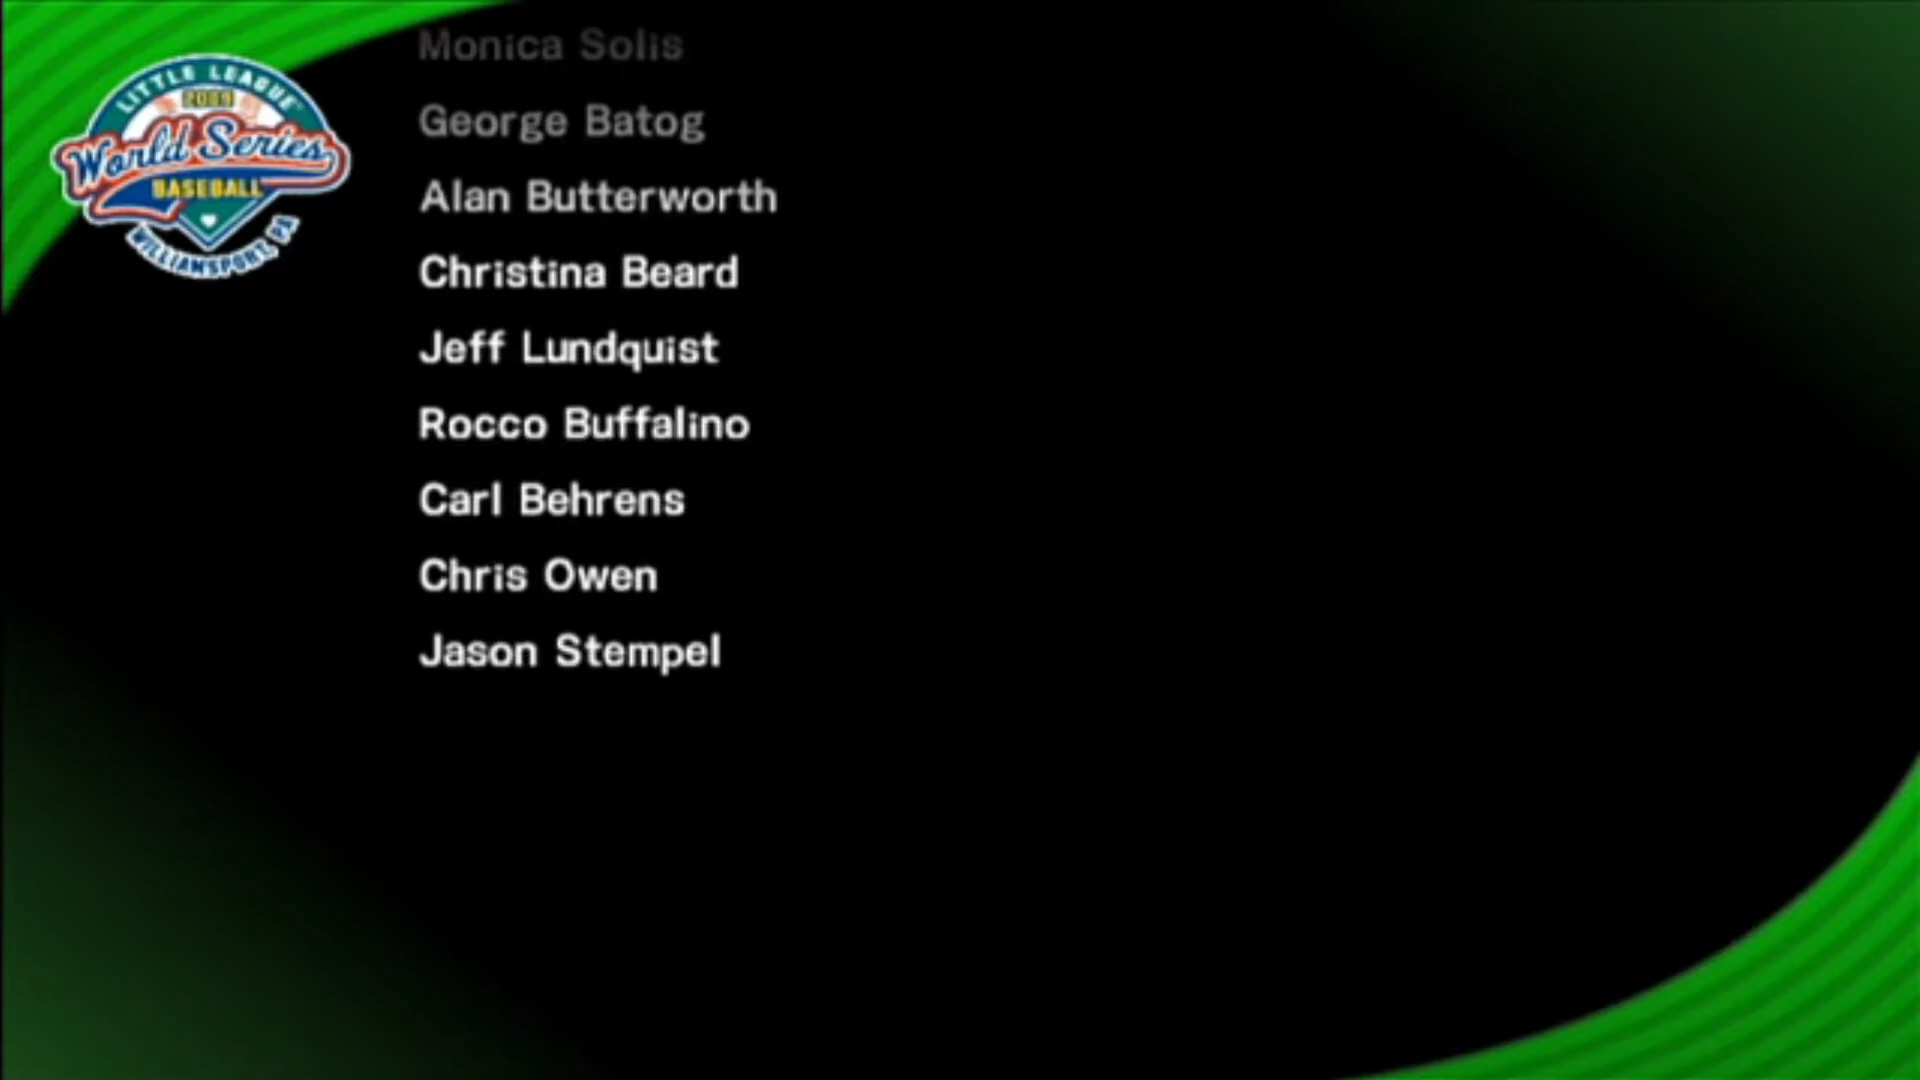 LITTLE LEAGUE
World Series
BASEBALL
WILLIAMSPORT, PA
Monica Solis
George Batog
Alan Butterworth
Christina Beard
Jeff Lundquist
Rocco Buffalino
Carl Behrens
Chris Owen
Jason Stempel